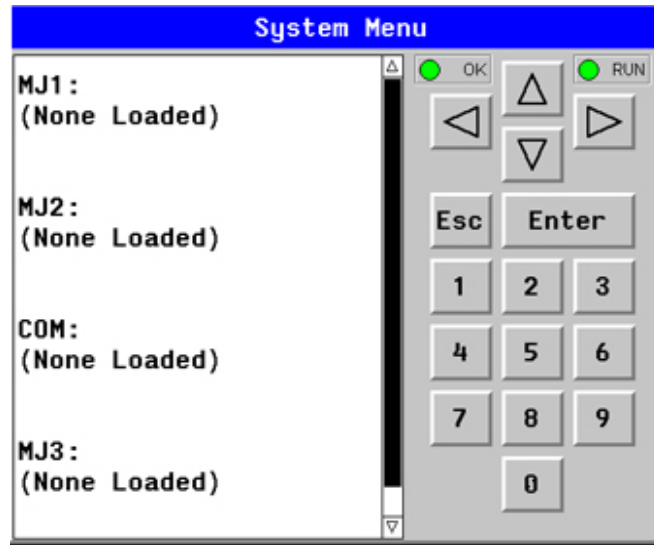 System Menu
MJ1:
(None Loaded)
MJ2:
(None Loaded)
COM:
(None Loaded)
MJ3:
(None Loaded)
OK
RUN
Esc
Enter
1
2
3
4
5
6
7
8
9
0